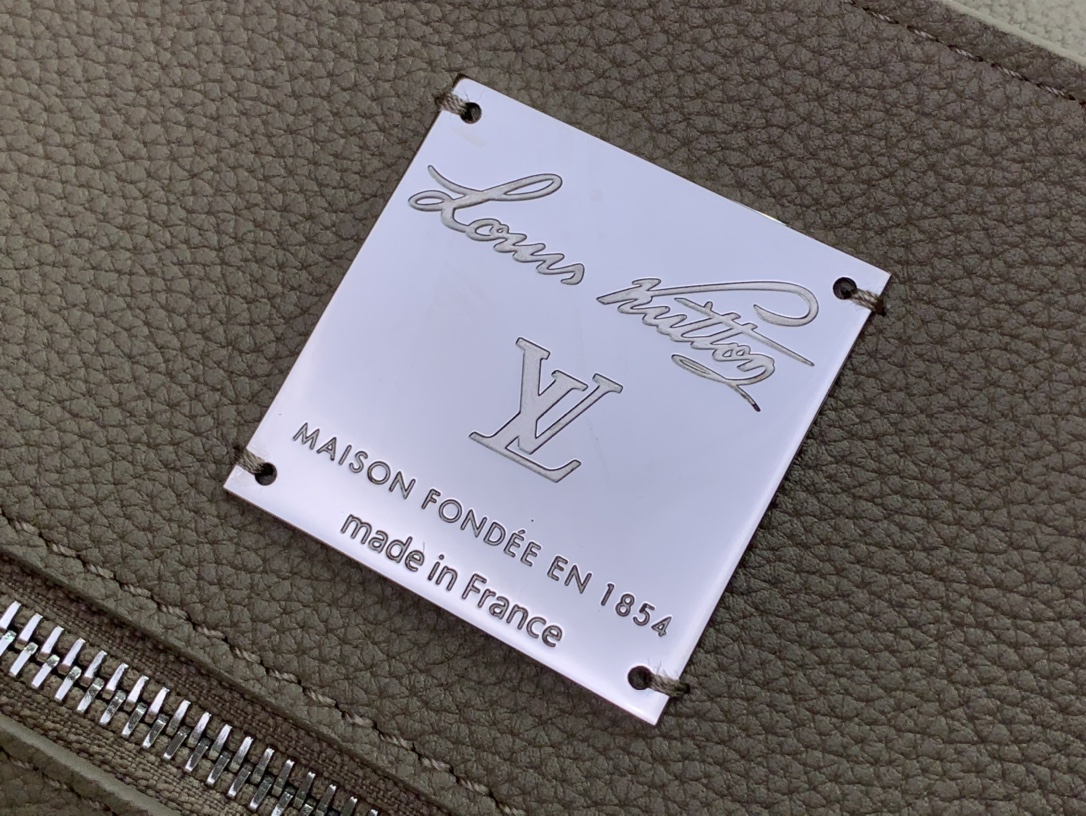 Louis Vuitton
LV
MAISON FONDÉE EN 1854
made in France